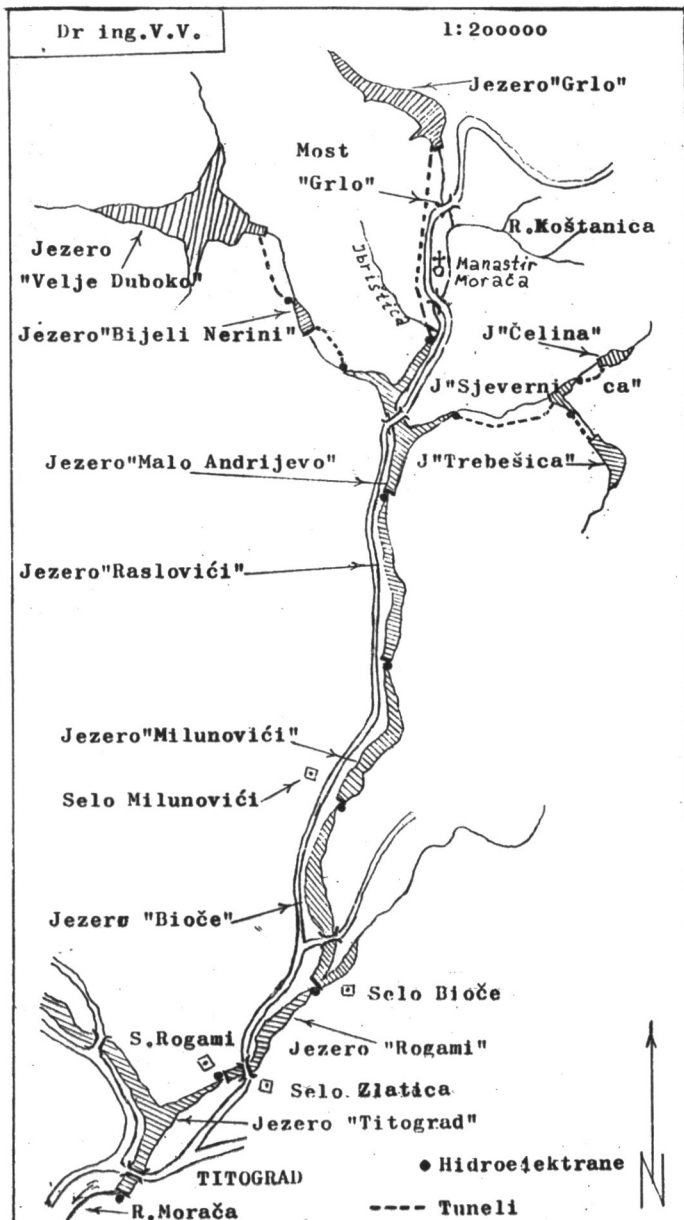 Dr ing.V.V.
1:200000
Jezero"Grlo"
Most
"Grlo"
R.Koštanica
Jezero
"Velje Duboko"
Ibrištica
Manastir
Morača
Jezero"Bijeli Nerini"
J"Čelina"
J"Sjeverni ca"
Jezero"Malo Andrijevo"
J"Trebešica"
Jezero"Raslovići"
Jezero"Milunovići"
Selo Milunovići
Jezero "Bioče"
Selo Bioče
S.Rogami
Jezero "Rogami"
Selo Zlatica
Jezero "Titograd"
TITOGRAD
Hidroelektrane
R.Morača
Tuneli
N